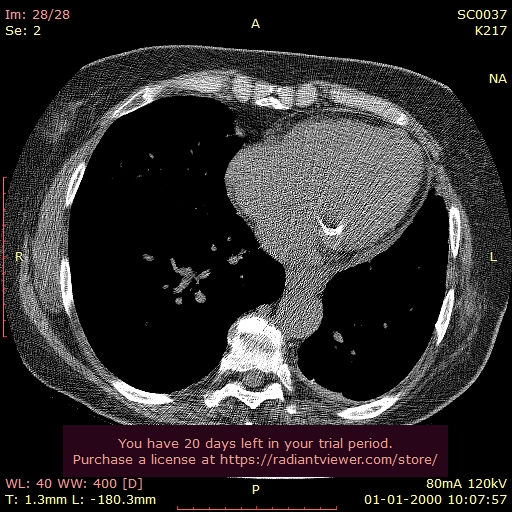 Im: 28/28
Se: 2
A
SC0037
K217
NA
R
L
You have 20 days left in your trial period.
Purchase a license at https://radiantviewer.com/store/
WL: 40 WW: 400 [D]
T: 1.3mm L: -180.3mm
P
80mA 120kV
01-01-2000 10:07:57